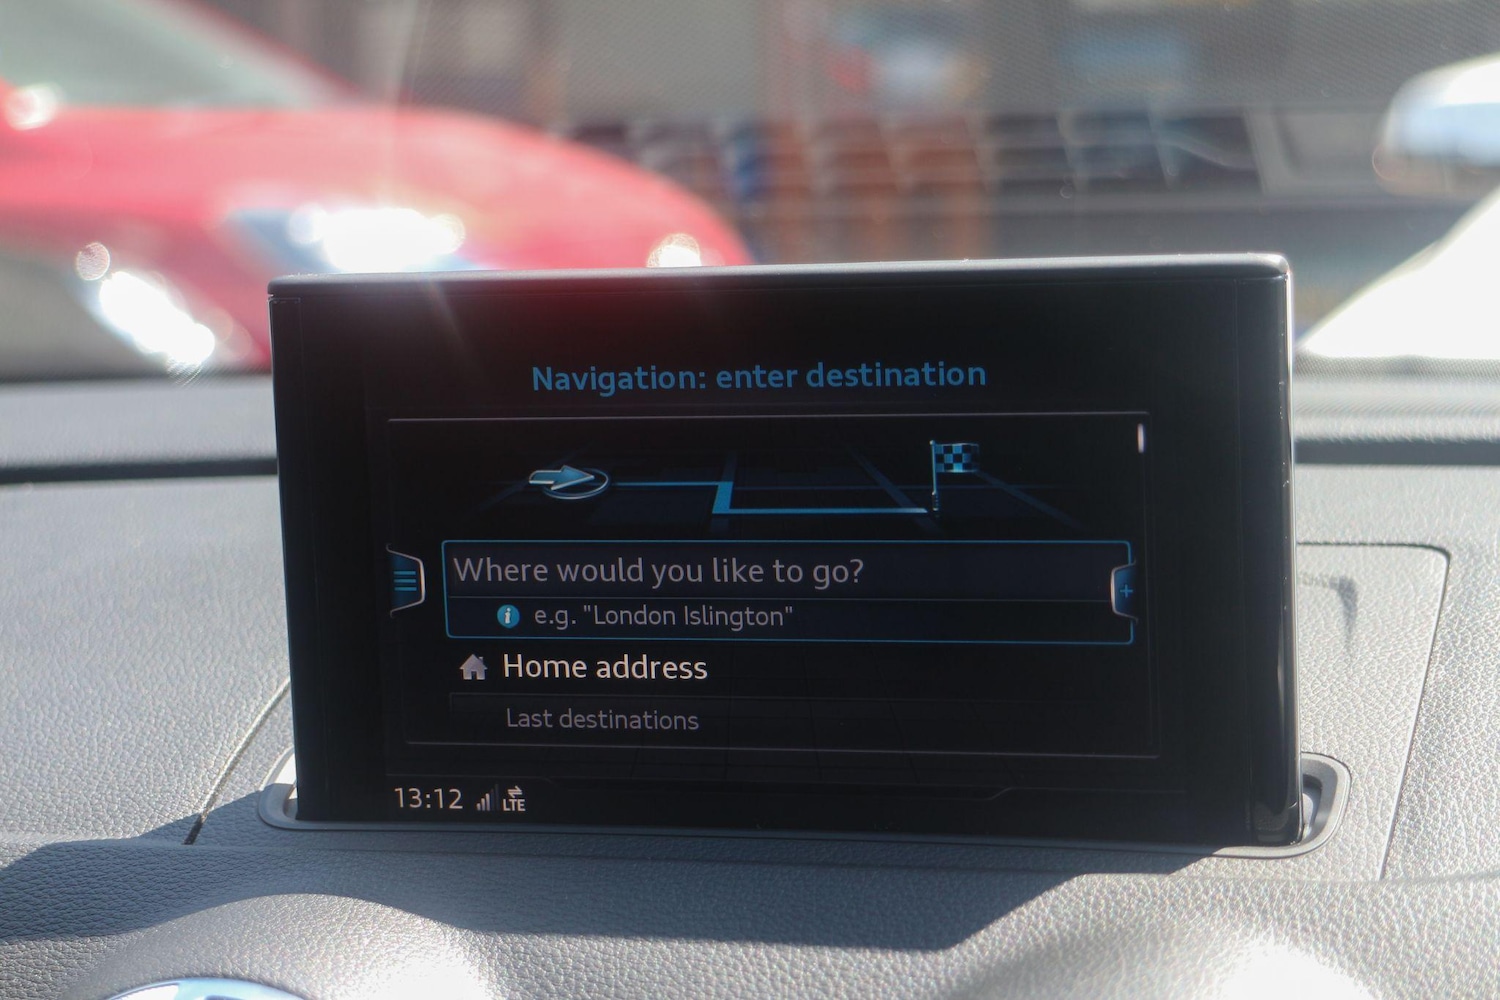 Navigation: enter destination
Where would you like to go?
i e.g. "London Islington"
Home address
Last destinations
13:12 LTE